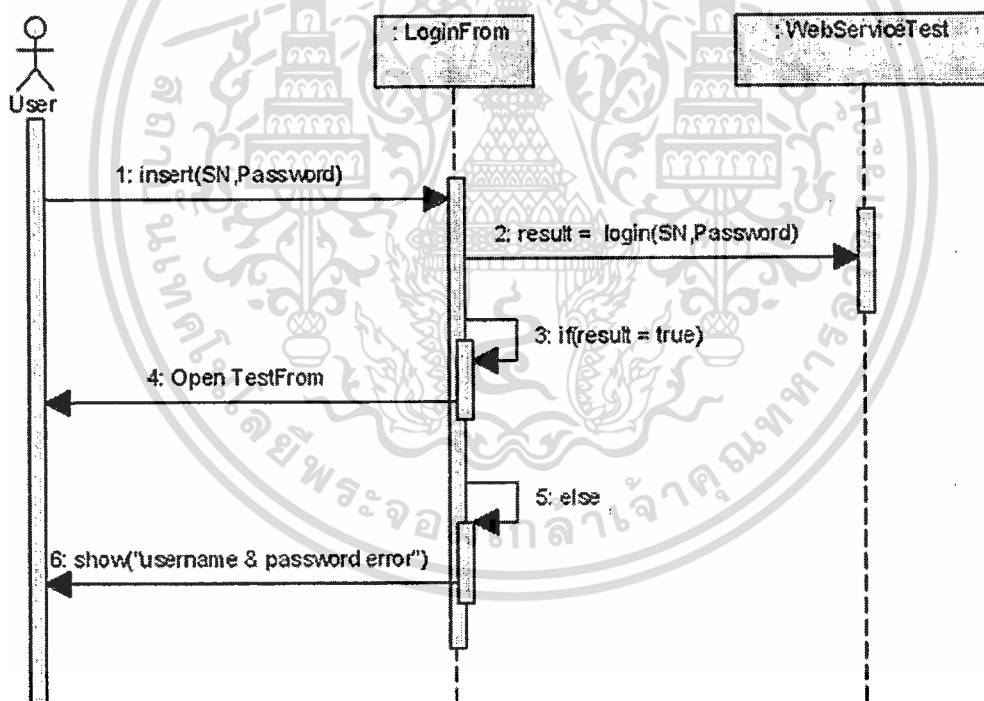 : LoginFrom
: WebServiceTest
User
1: insert(SN,Password)
2: result = login(SN,Password)
3: if(result = true)
4: Open TestFrom
5: else
6: show("username & password error")